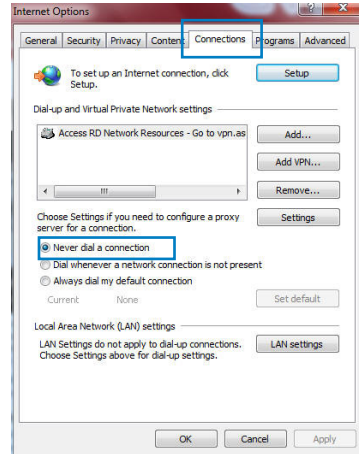 Internet Options
General Security Privacy Content Connections Programs Advanced
To set up an Internet connection, click
Setup.
Setup
Dial-up and Virtual Private Network settings
Access RD Network Resources - Go to vpn.as
Add...
Add VPN...
Remove...
Choose Settings if you need to configure a proxy
server for a connection.
Settings
Never dial a connection
Dial whenever a network connection is not present
Always dial my default connection
Current None
Set default
Local Area Network (LAN) settings
LAN Settings do not apply to dial-up connections.
Choose Settings above for dial-up settings.
LAN settings
OK Cancel Apply